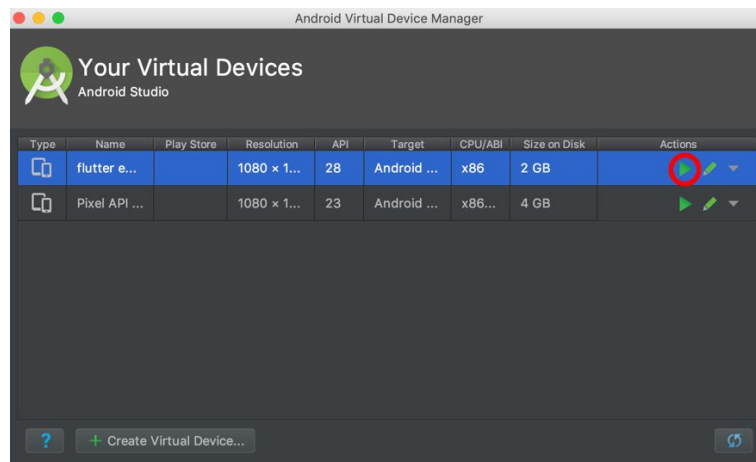 Android Virtual Device Manager
Your Virtual Devices
Android Studio
Type Name Play Store Resolution API Target CPU/ABI Size on Disk Actions
flutter e... 1080 × 1... 28 Android ... x86 2 GB
Pixel API ... 1080 × 1... 23 Android ... x86... 4 GB
? + Create Virtual Device...